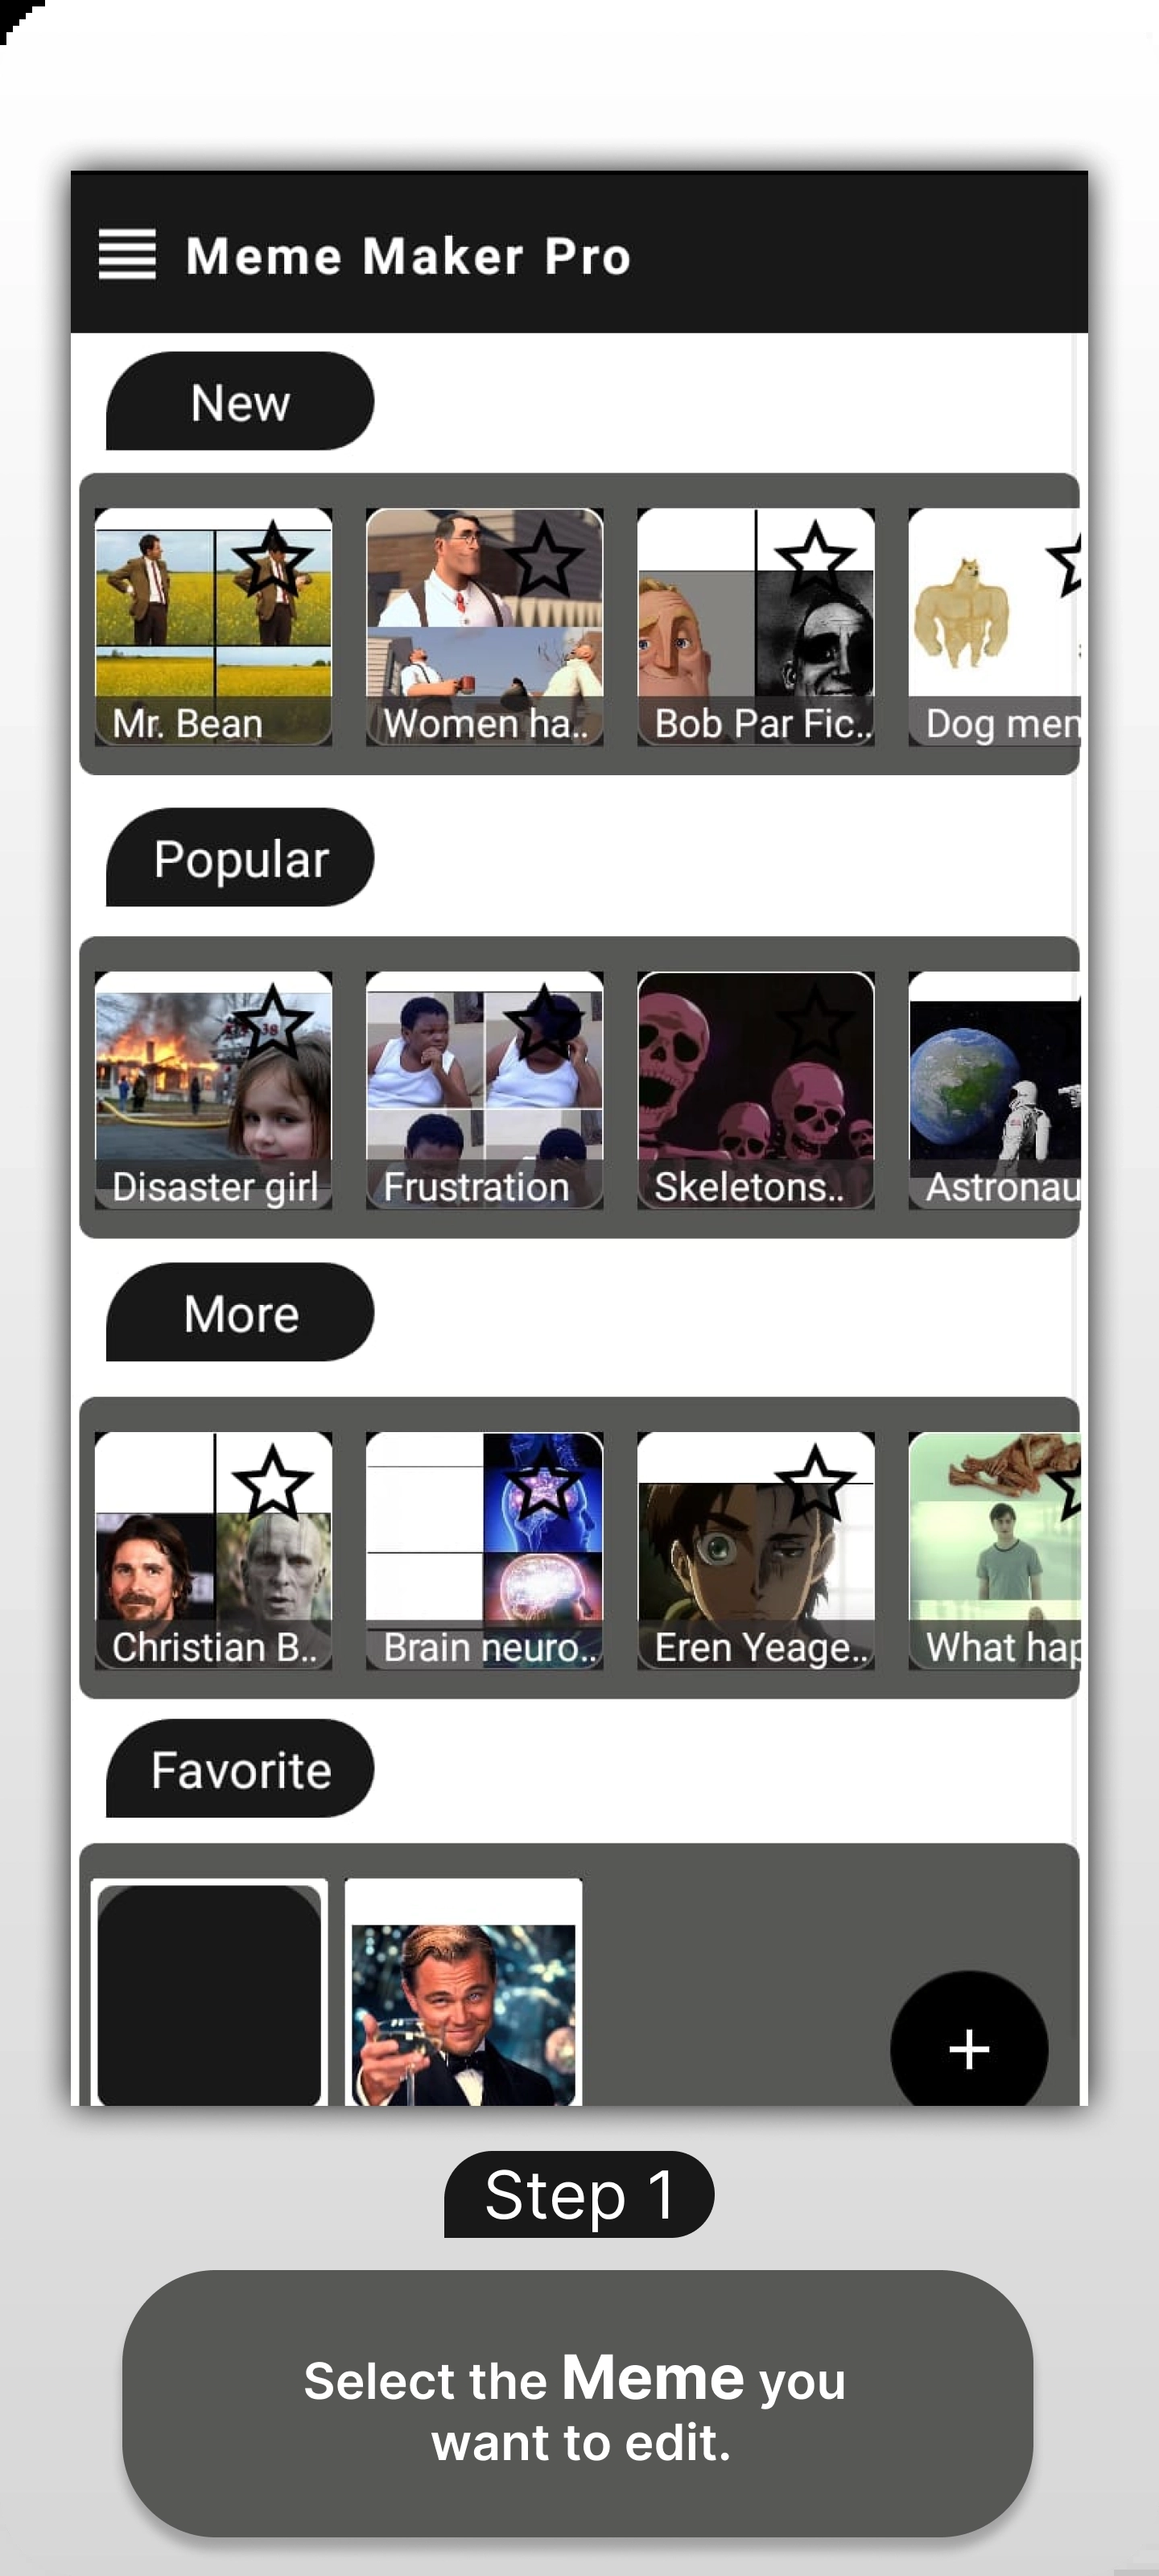 Meme Maker Pro
New
Mr. Bean
Women ha..
Bob Par Fic..
Dog mem
Popular
Disaster girl
Frustration
Skeletons..
Astronau
More
Christian B..
Brain neuro..
Eren Yeage..
What hap
Favorite
+
Step 1
Select the Meme you
want to edit.